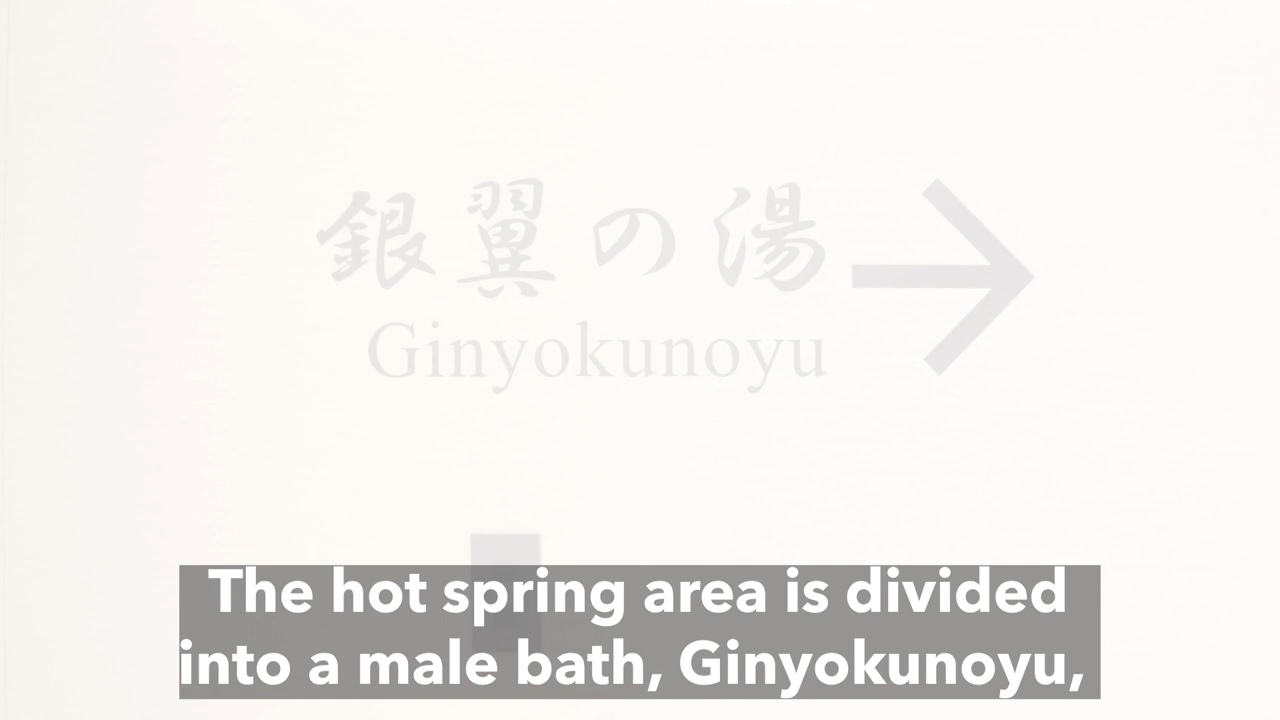 銀翼の湯
Ginyokunoyu
The hot spring area is divided
into a male bath, Ginyokunoyu,